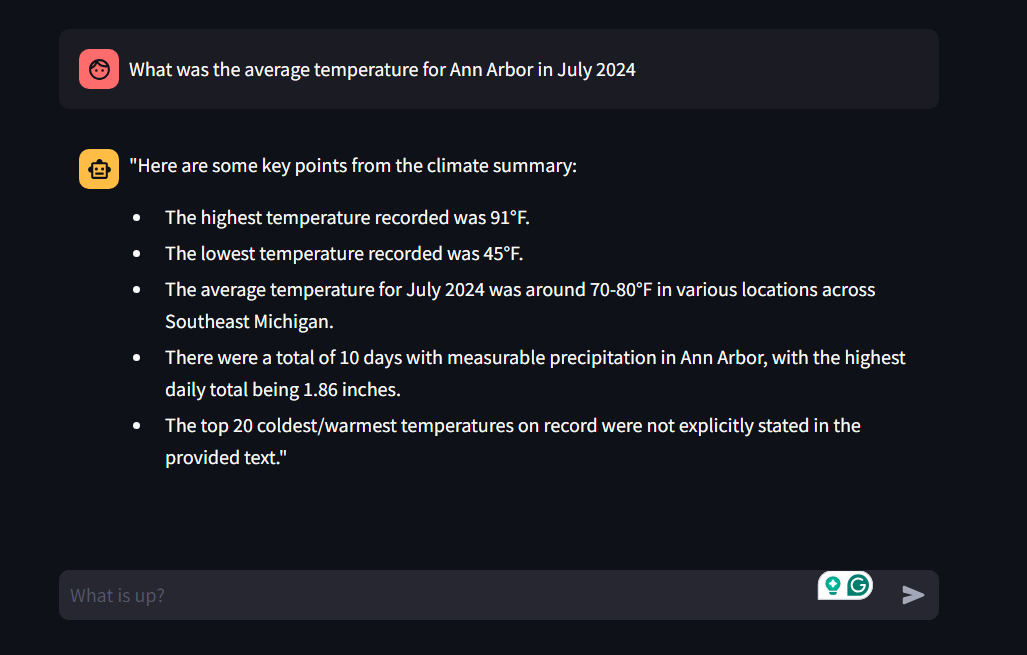 What was the average temperature for Ann Arbor in July 2024
"Here are some key points from the climate summary:
• The highest temperature recorded was 91°F.
• The lowest temperature recorded was 45°F.
• The average temperature for July 2024 was around 70-80°F in various locations across
Southeast Michigan.
• There were a total of 10 days with measurable precipitation in Ann Arbor, with the highest
daily total being 1.86 inches.
• The top 20 coldest/warmest temperatures on record were not explicitly stated in the
provided text."
What is up?